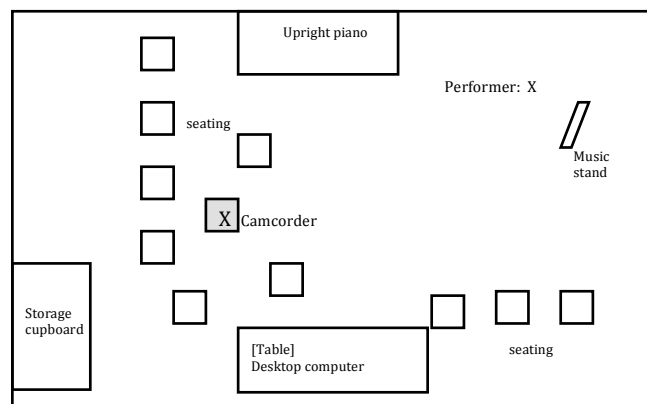 Upright piano
Performer: X
seating
Music
stand
X Camcorder
Storage
cupboard
[Table]
Desktop computer
seating